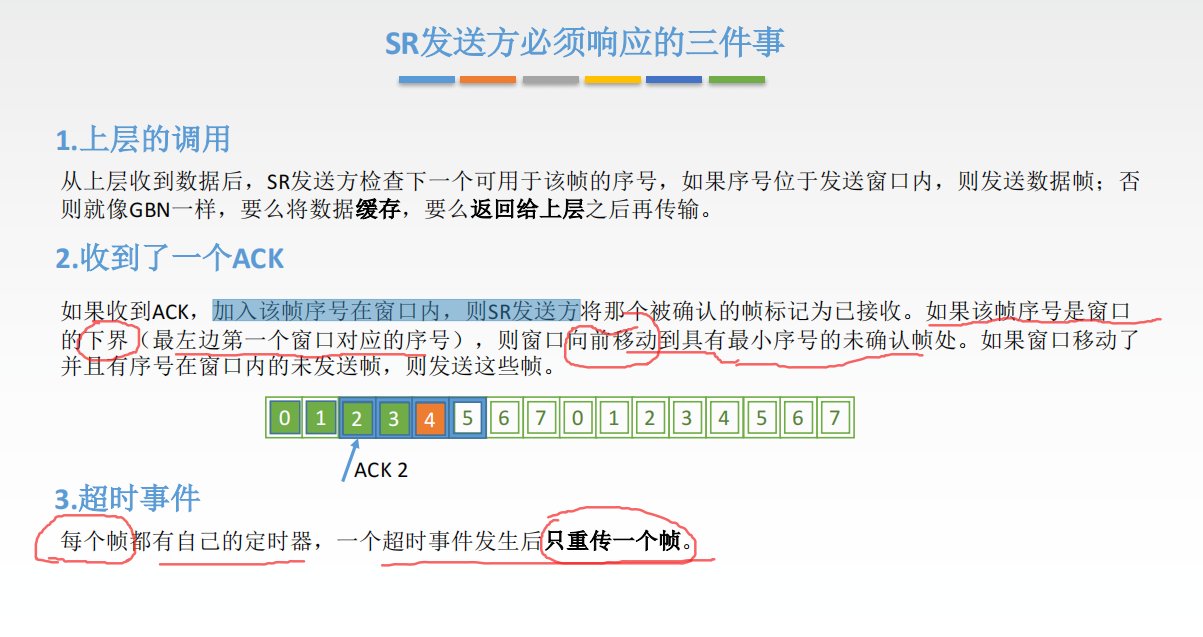 SR发送方必须响应的三件事
1.上层的调用
从上层收到数据后，SR发送方检查下一个可用于该帧的序号，如果序号位于发送窗口内，则发送数据帧；否
则就像GBN一样，要么将数据缓存，要么返回给上层之后再传输。
2.收到了一个ACK
如果收到ACK，加入该帧序号在窗口内，则SR发送方将那个被确认的帧标记为已接收。如果该帧序号是窗口
的下界（最左边第一个窗口对应的序号），则窗口向前移动到具有最小序号的未确认帧处。如果窗口移动了
并且有序号在窗口内的未发送帧，则发送这些帧。
0 1 2 3 4 5 6 7 0 1 2 3 4 5 6 7
ACK 2
3.超时事件
每个帧都有自己的定时器，一个超时事件发生后只重传一个帧。